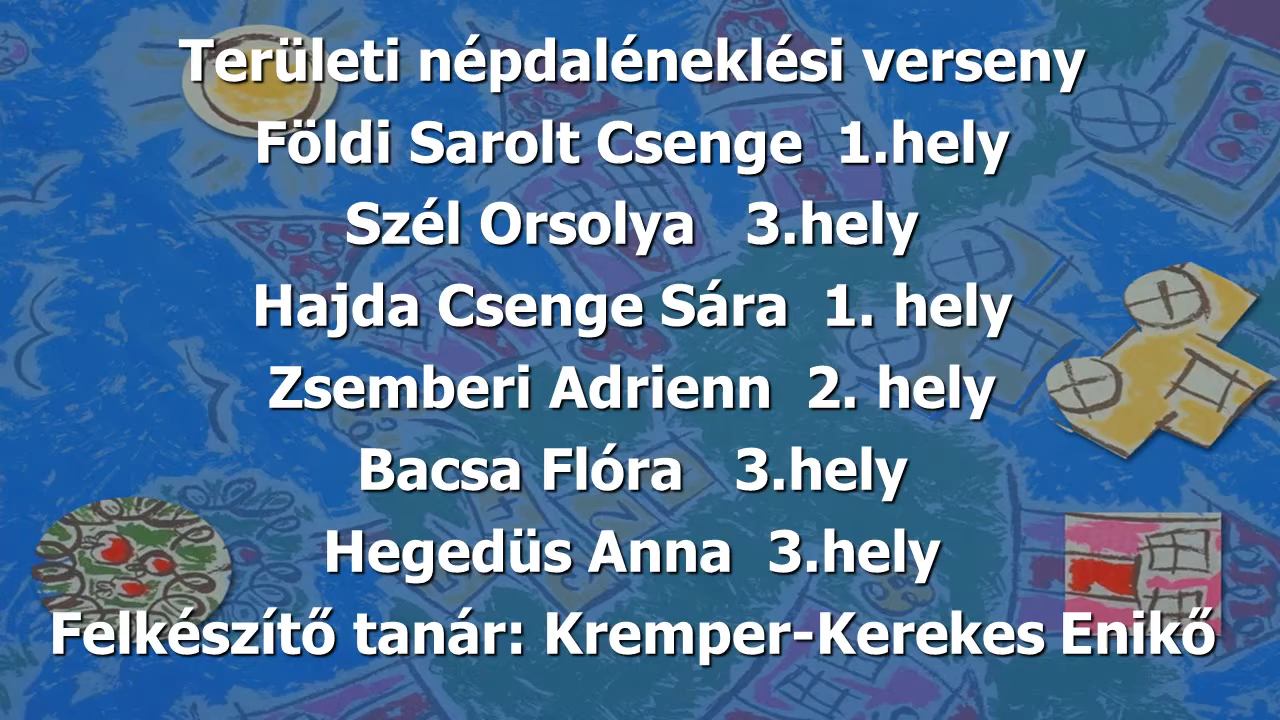 Területi népdaléneklési verseny
Földi Sarolt Csenge  1.hely
Szél Orsolya   3.hely
Hajda Csenge Sára  1. hely
Zsemberi Adrienn  2. hely
Bacsa Flóra   3.hely
Hegedüs Anna  3.hely
Felkészítő tanár: Kremper-Kerekes Enikő